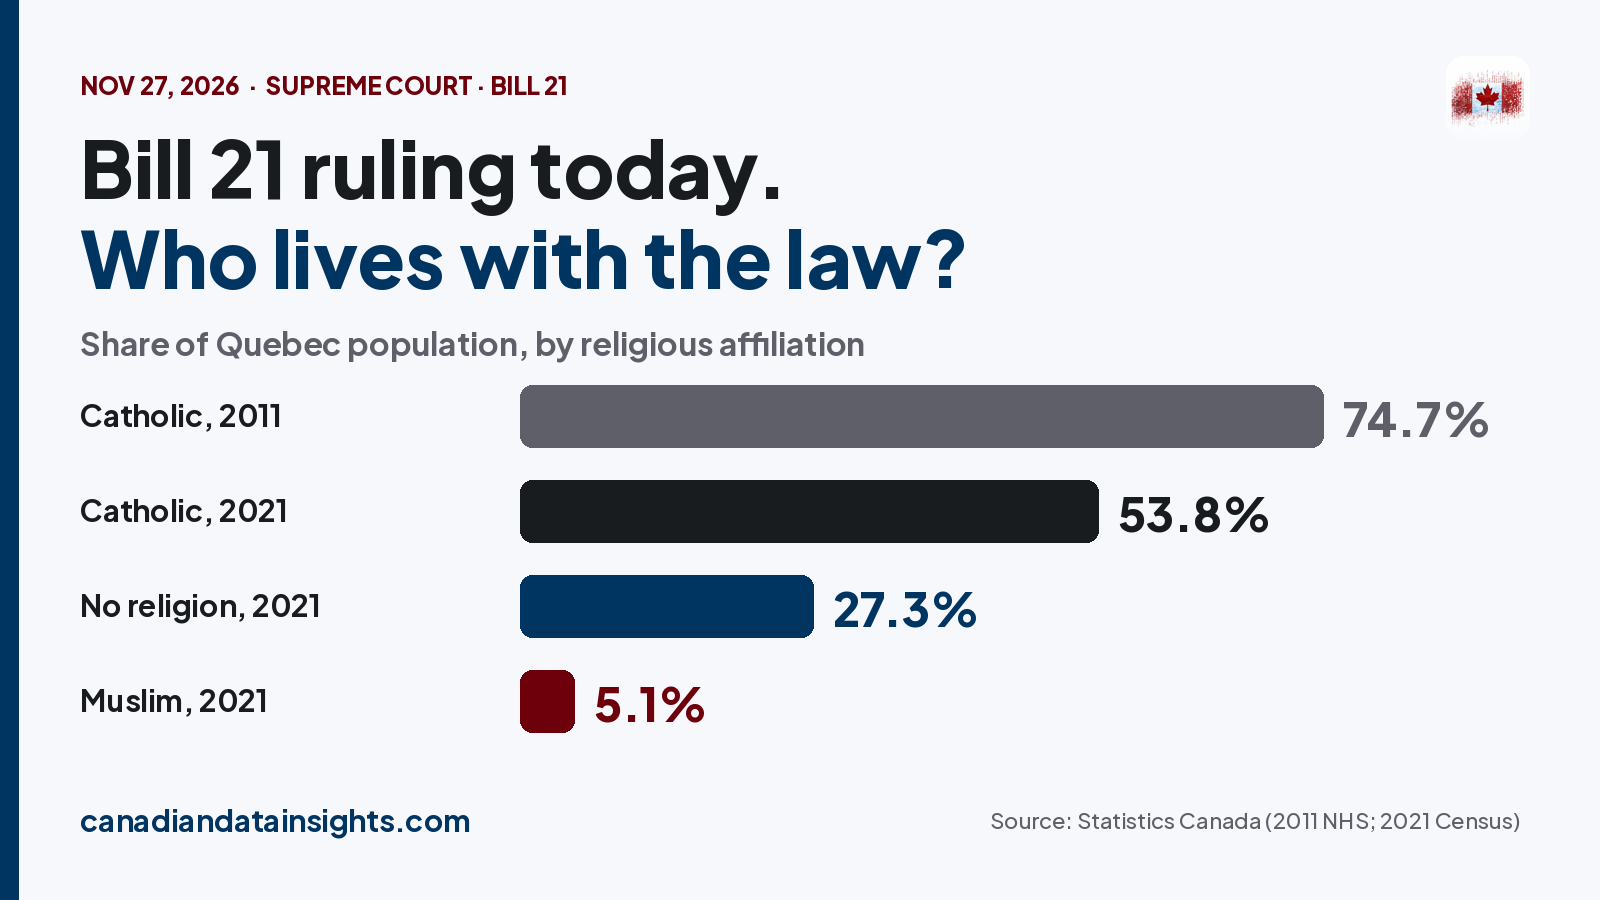 NOV 27, 2026 · SUPREME COURT · BILL 21
Bill 21 ruling today.
Who lives with the law?
Share of Quebec population, by religious affiliation
Catholic, 2011 74.7%
Catholic, 2021 53.8%
No religion, 2021 27.3%
Muslim, 2021 5.1%
canadiandatainsights.com
Source: Statistics Canada (2011 NHS; 2021 Census)